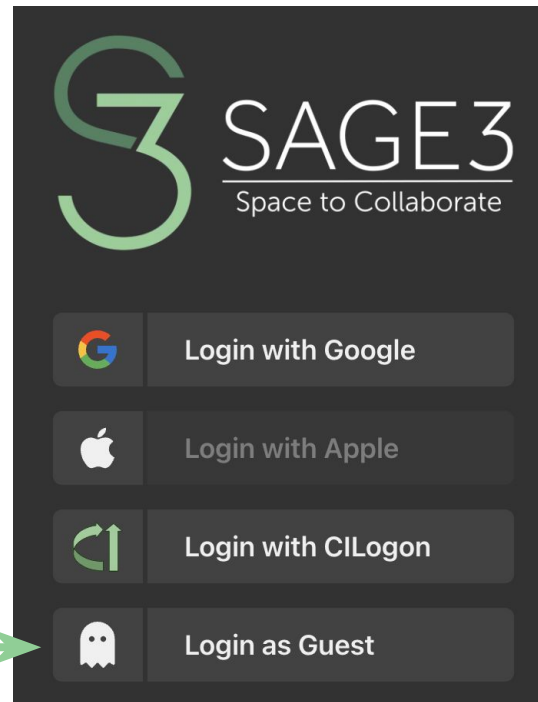 SAGE3
Space to Collaborate
Login with Google
Login with Apple
Login with CILogon
Login as Guest